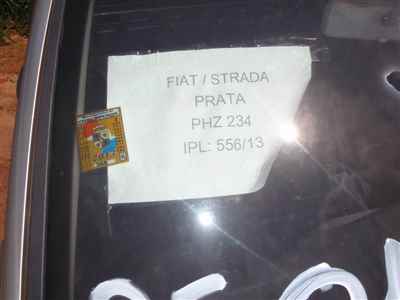 FIAT / STRADA
PRATA
PHZ 234
IPL: 556/13